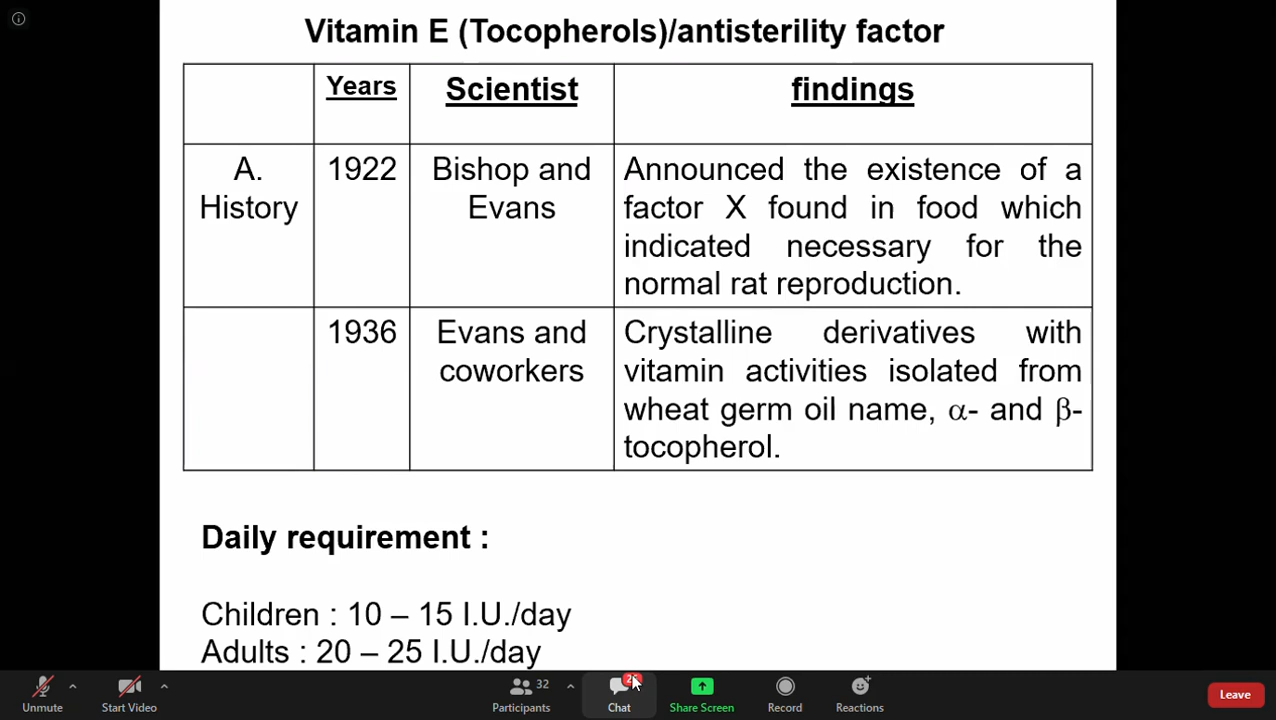 Vitamin E (Tocopherols)/antisterility factor
Years
Scientist
findings
A.
History
1922
Bishop and
Evans
Announced the existence of a
factor X found in food which
indicated necessary for the
normal rat reproduction.
1936
Evans and
coworkers
Crystalline derivatives with
vitamin activities isolated from
wheat germ oil name, α- and β-
tocopherol.
Daily requirement :
Children : 10 – 15 I.U./day
Adults : 20 – 25 I.U./day
Unmute
Start Video
32
Participants
Chat
Share Screen
Record
Reactions
Leave